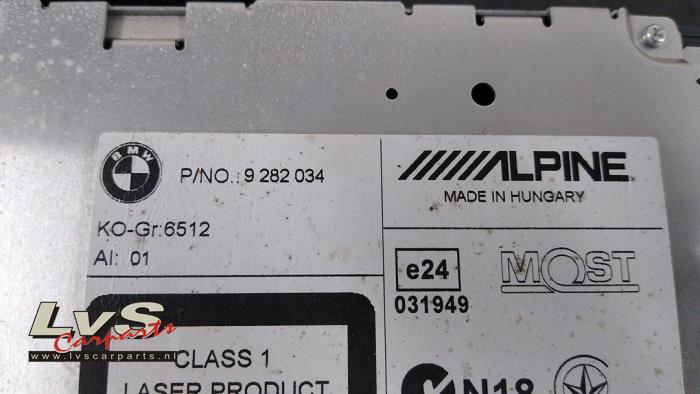 BMW
P/NO.: 9 282 034
KO-Gr:6512
AI: 01
ALPINE
MADE IN HUNGARY
e24
031949
MOST
CLASS 1
LASER PRODUCT
N18
LvS
Carparts
www.lvscarparts.nl